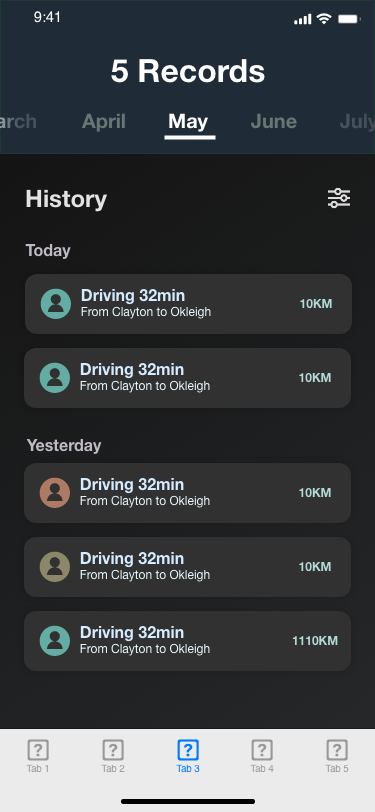 9:41
5 Records
arch April May June July
History
Today
Driving 32min
From Clayton to Okleigh
10KM
Driving 32min
From Clayton to Okleigh
10KM
Yesterday
Driving 32min
From Clayton to Okleigh
10KM
Driving 32min
From Clayton to Okleigh
10KM
Driving 32min
From Clayton to Okleigh
1110KM
? ? ? ? ?
Tab 1 Tab 2 Tab 3 Tab 4 Tab 5